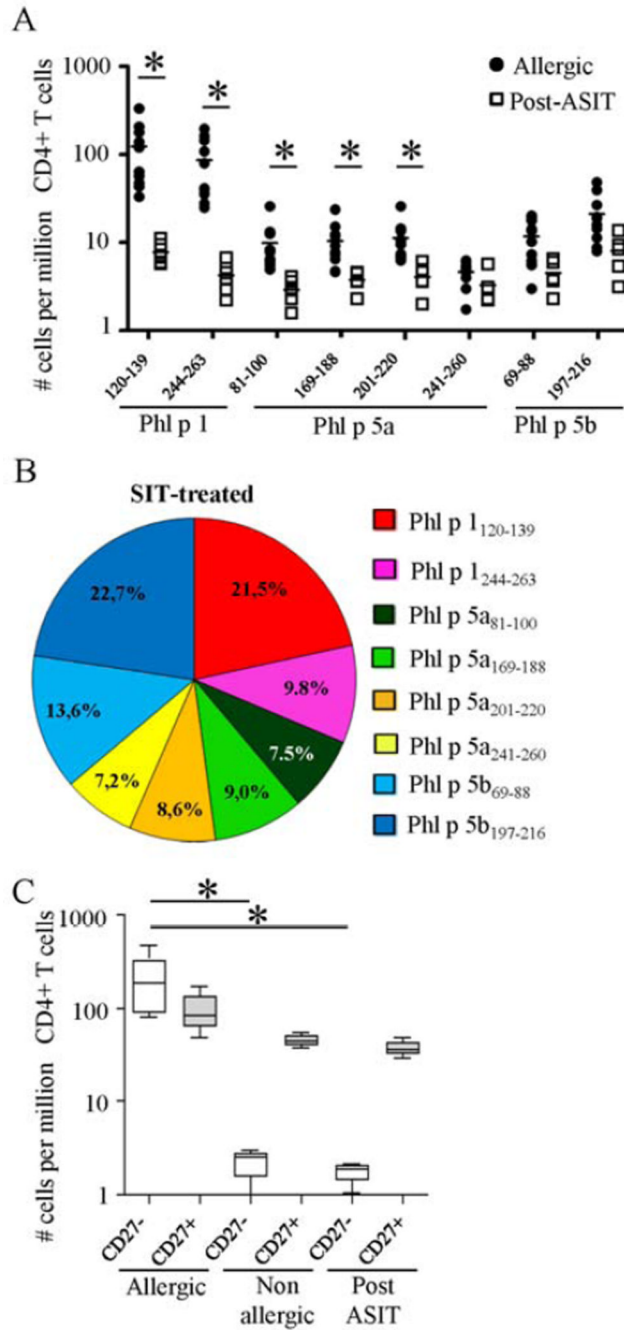 A
# cells per million CD4+ T cells
1000
100
10
1
* * * * *
Allergic
Post-ASIT
120-139 244-263 81-100 169-188 201-220 241-260 69-88 197-216
Phl p 1 Phl p 5a Phl p 5b
B
SIT-treated
22,7% 21,5%
9.8%
7.5%
9,0%
8,6%
7,2%
13,6%
Phl p 1120-139
Phl p 1244-263
Phl p 5a81-100
Phl p 5a169-188
Phl p 5a201-220
Phl p 5a241-260
Phl p 5b69-88
Phl p 5b197-216
C
# cells per million CD4+ T cells
1000
100
10
1
*
*
CD27- CD27+ CD27- CD27+ CD27- CD27+
Allergic Non allergic Post ASIT